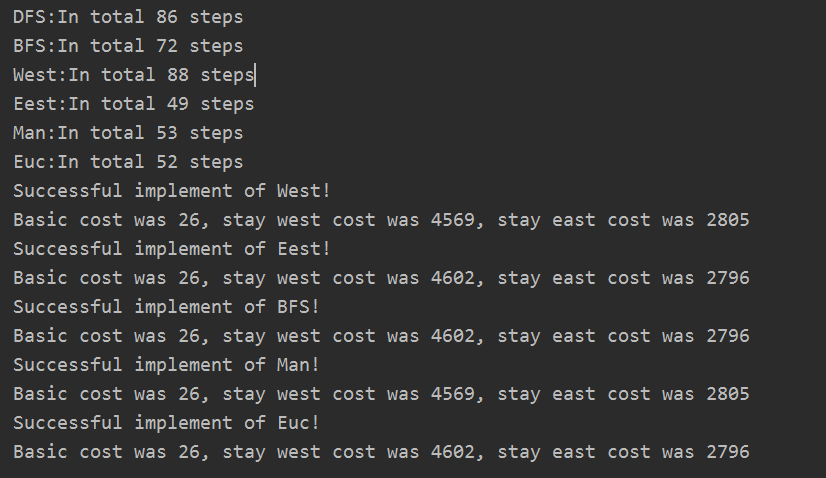 DFS:In total 86 steps
BFS:In total 72 steps
West:In total 88 steps
Eest:In total 49 steps
Man:In total 53 steps
Euc:In total 52 steps
Successful implement of West!
Basic cost was 26, stay west cost was 4569, stay east cost was 2805
Successful implement of Eest!
Basic cost was 26, stay west cost was 4602, stay east cost was 2796
Successful implement of BFS!
Basic cost was 26, stay west cost was 4602, stay east cost was 2796
Successful implement of Man!
Basic cost was 26, stay west cost was 4569, stay east cost was 2805
Successful implement of Euc!
Basic cost was 26, stay west cost was 4602, stay east cost was 2796